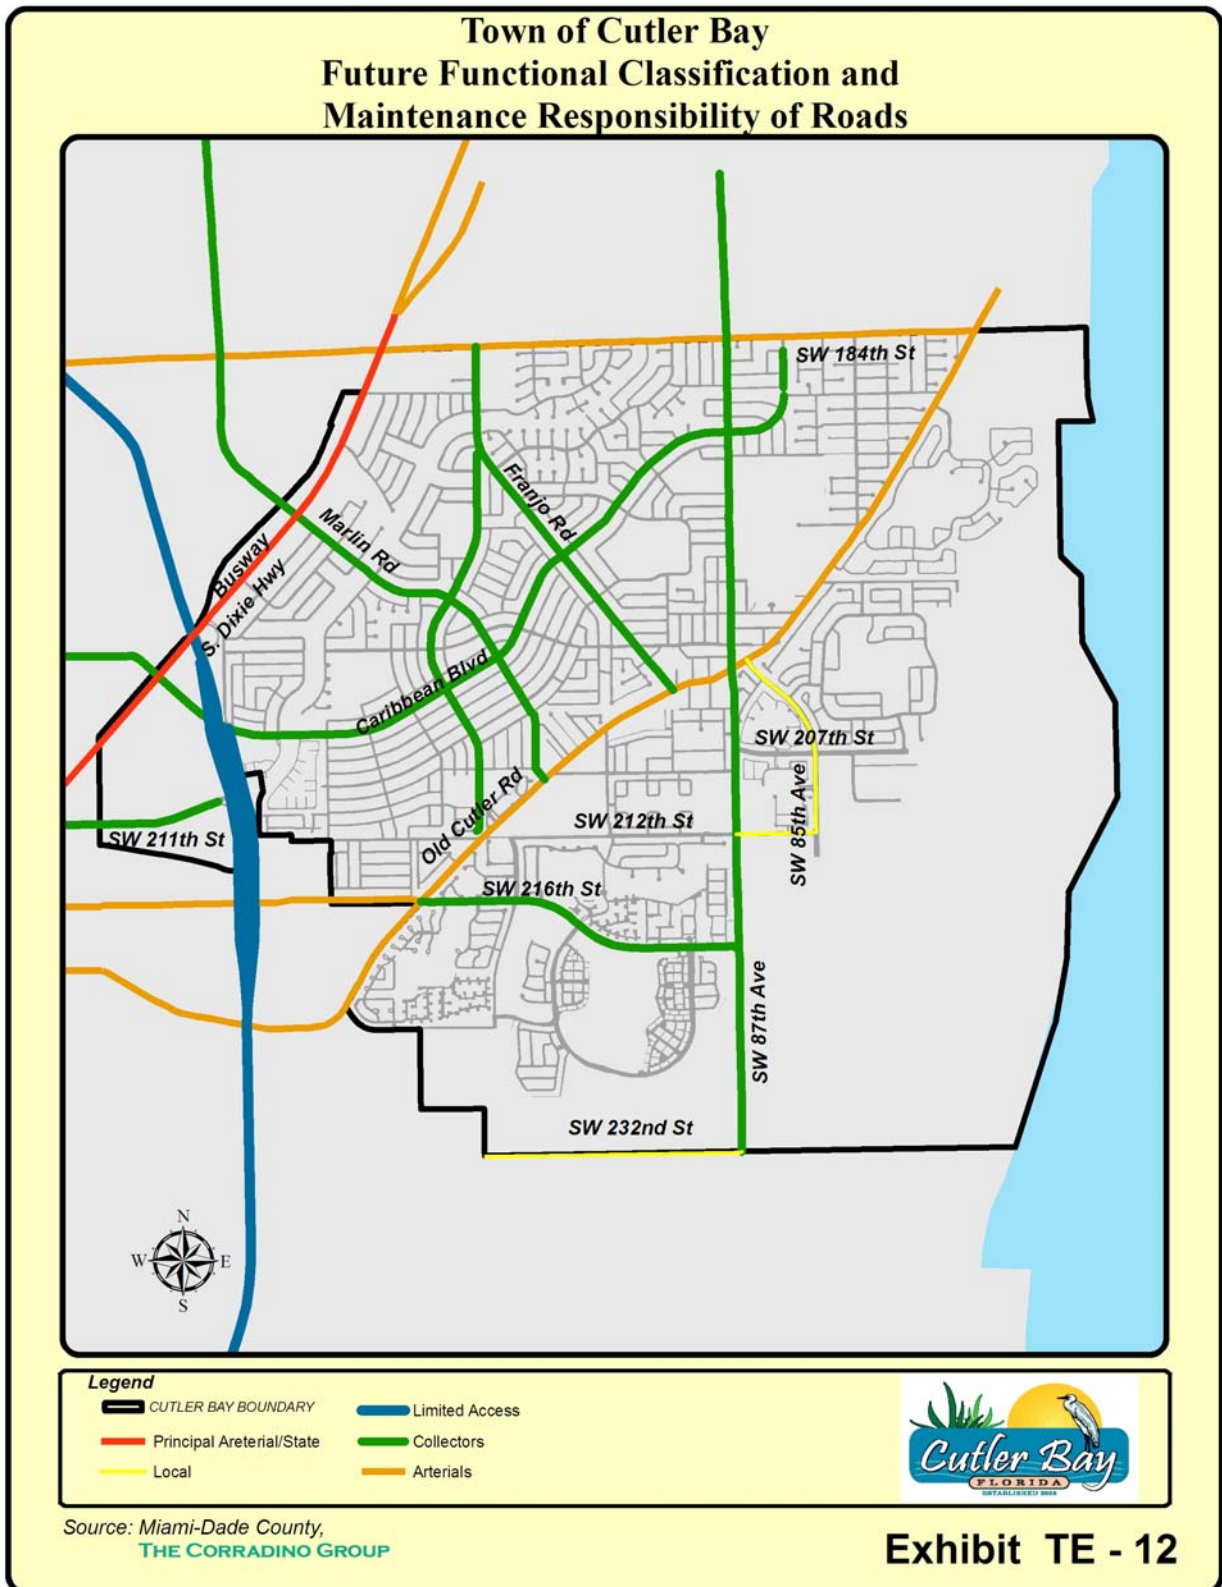 Town of Cutler Bay
Future Functional Classification and
Maintenance Responsibility of Roads
SW 184th St
Franjo Rd
Marlin Rd
Busway
S. Dixie Hwy
Caribbean Blvd
SW 207th St
Old Cutler Rd
SW 212th St
SW 85th Ave
SW 211th St
SW 216th St
SW 87th Ave
SW 232nd St
N
W
E
S
Legend
CUTLER BAY BOUNDARY
Limited Access
Principal Areterial/State
Collectors
Local
Arterials
Cutler Bay
FLORIDA
ESTABLISHED 2005
Source: Miami-Dade County,
THE CORRADINO GROUP
Exhibit TE - 12